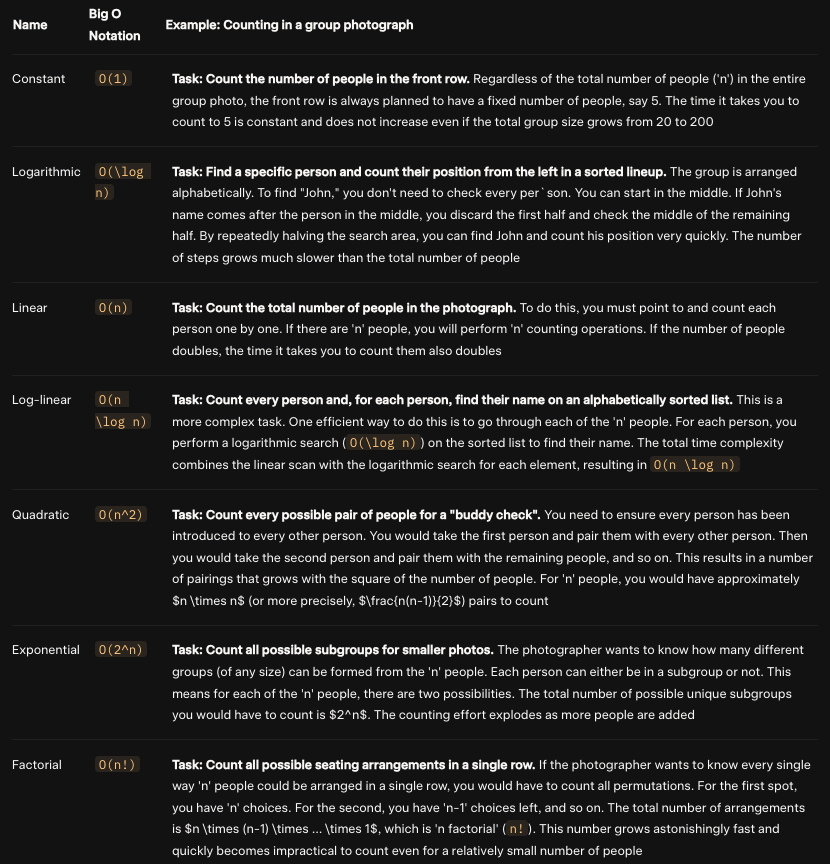 Name Big O Notation Example: Counting in a group photograph
Constant O(1) Task: Count the number of people in the front row. Regardless of the total number of people ('n') in the entire
group photo, the front row is always planned to have a fixed number of people, say 5. The time it takes you to
count to 5 is constant and does not increase even if the total group size grows from 20 to 200
Logarithmic O(\log n) Task: Find a specific person and count their position from the left in a sorted lineup. The group is arranged
alphabetically. To find "John," you don't need to check every per`son. You can start in the middle. If John's
name comes after the person in the middle, you discard the first half and check the middle of the remaining
half. By repeatedly halving the search area, you can find John and count his position very quickly. The number
of steps grows much slower than the total number of people
Linear O(n) Task: Count the total number of people in the photograph. To do this, you must point to and count each
person one by one. If there are 'n' people, you will perform 'n' counting operations. If the number of people
doubles, the time it takes you to count them also doubles
Log-linear O(n \log n) Task: Count every person and, for each person, find their name on an alphabetically sorted list. This is a
more complex task. One efficient way to do this is to go through each of the 'n' people. For each person, you
perform a logarithmic search (O(\log n)) on the sorted list to find their name. The total time complexity
combines the linear scan with the logarithmic search for each element, resulting in O(n \log n)
Quadratic O(n^2) Task: Count every possible pair of people for a "buddy check". You need to ensure every person has been
introduced to every other person. You would take the first person and pair them with every other person. Then
you would take the second person and pair them with the remaining people, and so on. This results in a number
of pairings that grows with the square of the number of people. For 'n' people, you would have approximately
$n \times n$ (or more precisely, $\frac{n(n-1)}{2}$) pairs to count
Exponential O(2^n) Task: Count all possible subgroups for smaller photos. The photographer wants to know how many different
groups (of any size) can be formed from the 'n' people. Each person can either be in a subgroup or not. This
means for each of the 'n' people, there are two possibilities. The total number of possible unique subgroups
you would have to count is $2^n$. The counting effort explodes as more people are added
Factorial O(n!) Task: Count all possible seating arrangements in a single row. If the photographer wants to know every single
way 'n' people could be arranged in a single row, you would have to count all permutations. For the first spot,
you have 'n' choices. For the second, you have 'n-1' choices left, and so on. The total number of arrangements
is $n \times (n-1) \times ... \times 1$, which is 'n factorial' (n!). This number grows astonishingly fast and
quickly becomes impractical to count even for a relatively small number of people